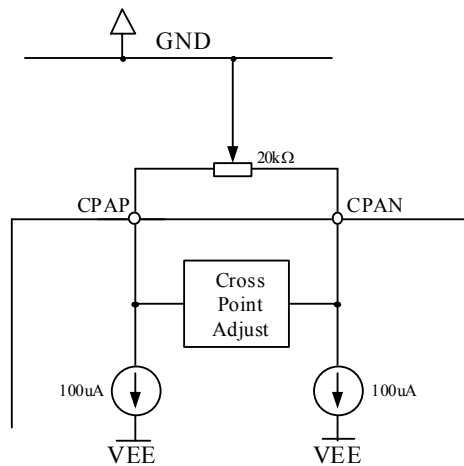 GND
20kΩ
CPAP
CPAN
Cross
Point
Adjust
100uA
100uA
VEE
VEE